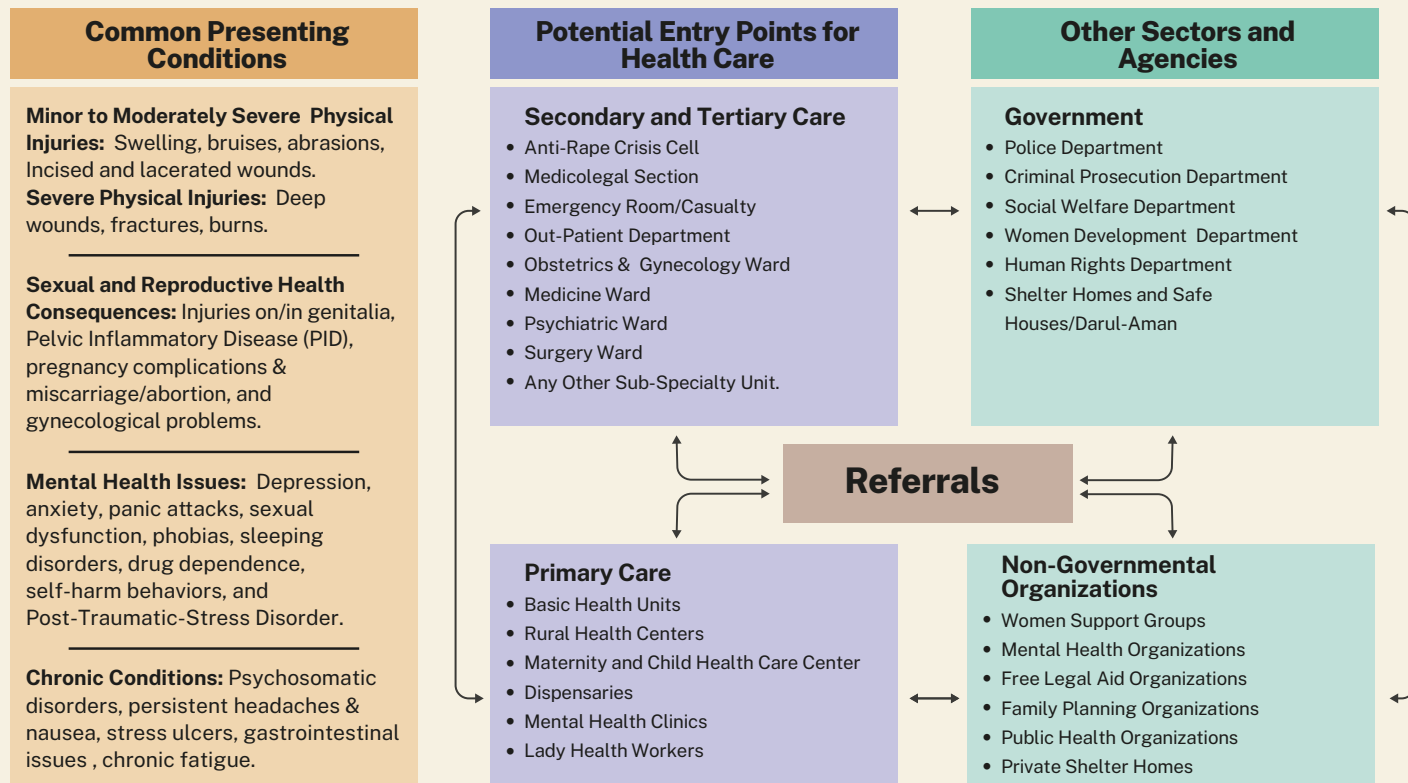 Common Presenting
Conditions
Minor to Moderately Severe Physical
Injuries: Swelling, bruises, abrasions,
Incised and lacerated wounds.
Severe Physical Injuries: Deep
wounds, fractures, burns.
Sexual and Reproductive Health
Consequences: Injuries on/in genitalia,
Pelvic Inflammatory Disease (PID),
pregnancy complications &
miscarriage/abortion, and
gynecological problems.
Mental Health Issues: Depression,
anxiety, panic attacks, sexual
dysfunction, phobias, sleeping
disorders, drug dependence,
self-harm behaviors, and
Post-Traumatic-Stress Disorder.
Chronic Conditions: Psychosomatic
disorders, persistent headaches &
nausea, stress ulcers, gastrointestinal
issues , chronic fatigue.
Potential Entry Points for
Health Care
Secondary and Tertiary Care
• Anti-Rape Crisis Cell
• Medicolegal Section
• Emergency Room/Casualty
• Out-Patient Department
• Obstetrics & Gynecology Ward
• Medicine Ward
• Psychiatric Ward
• Surgery Ward
• Any Other Sub-Specialty Unit.
Other Sectors and
Agencies
Government
• Police Department
• Criminal Prosecution Department
• Social Welfare Department
• Women Development Department
• Human Rights Department
• Shelter Homes and Safe
Houses/Darul-Aman
Referrals
Primary Care
• Basic Health Units
• Rural Health Centers
• Maternity and Child Health Care Center
• Dispensaries
• Mental Health Clinics
• Lady Health Workers
Non-Governmental
Organizations
• Women Support Groups
• Mental Health Organizations
• Free Legal Aid Organizations
• Family Planning Organizations
• Public Health Organizations
• Private Shelter Homes